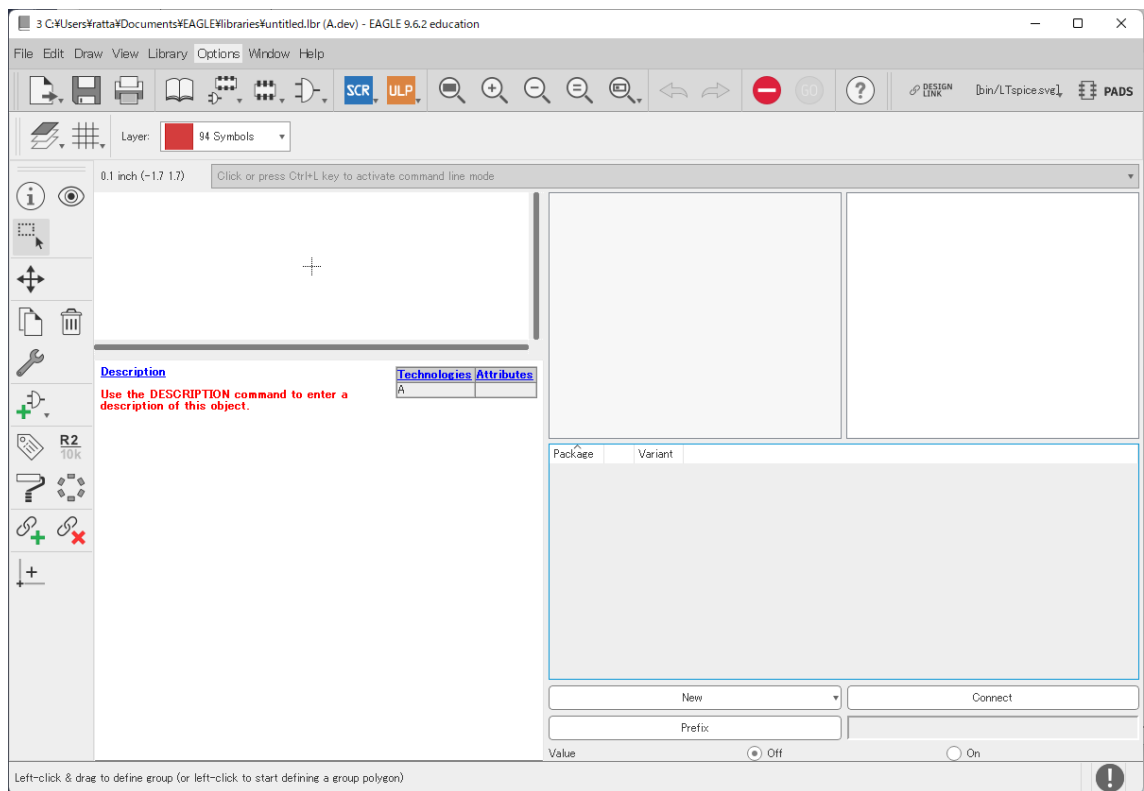 3 C:¥Users¥ratta¥Documents¥EAGLE¥libraries¥untitled.lbr (A.dev) - EAGLE 9.6.2 education
File Edit Draw View Library Options Window Help
SCR ULP GO ? DESIGN LINK [bin/LTspice.svg] PADS
Layer: 94 Symbols
0.1 inch (-1.7 1.7) Click or press Ctrl+L key to activate command line mode
Description
Use the DESCRIPTION command to enter a
description of this object.
Technologies Attributes
A
R2
10k
Package Variant
New Connect
Prefix
Value Off On
Left-click & drag to define group (or left-click to start defining a group polygon)